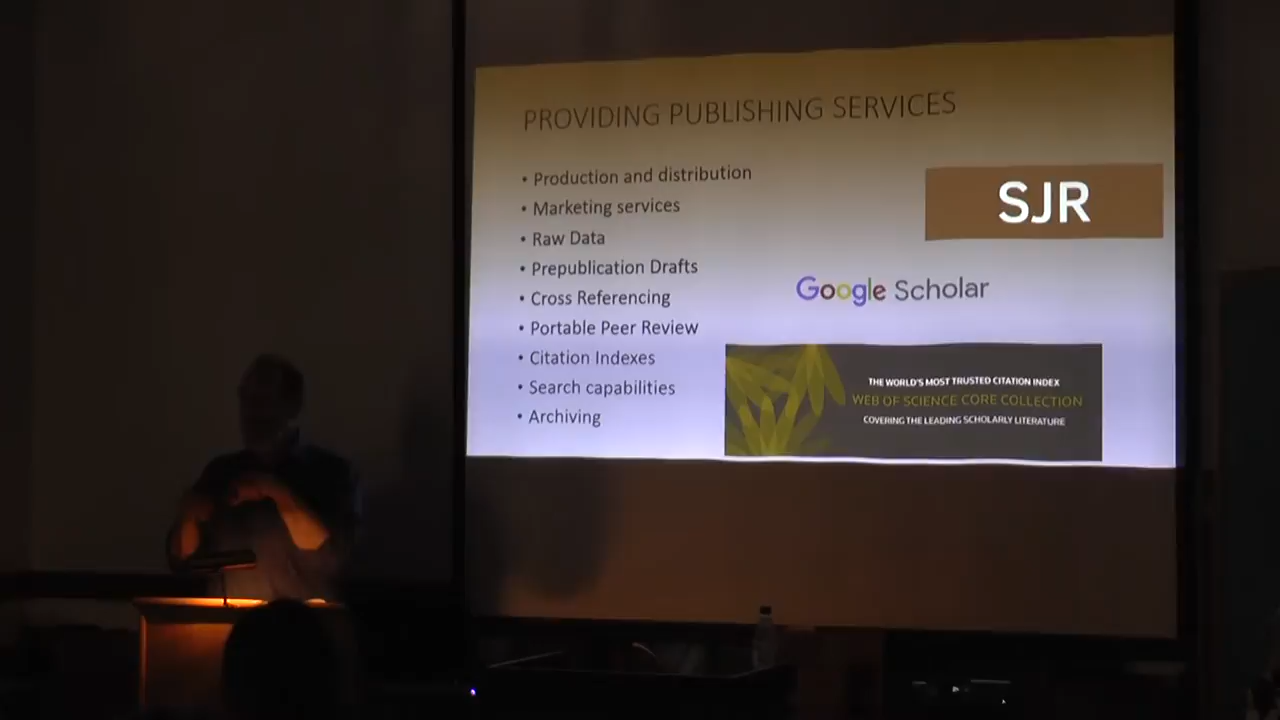 PROVIDING PUBLISHING SERVICES
• Production and distribution
• Marketing services
• Raw Data
• Prepublication Drafts
• Cross Referencing
• Portable Peer Review
• Citation Indexes
• Search capabilities
• Archiving
SJR
Google Scholar
THE WORLD'S MOST TRUSTED CITATION INDEX
WEB OF SCIENCE CORE COLLECTION
COVERING THE LEADING SCHOLARLY LITERATURE